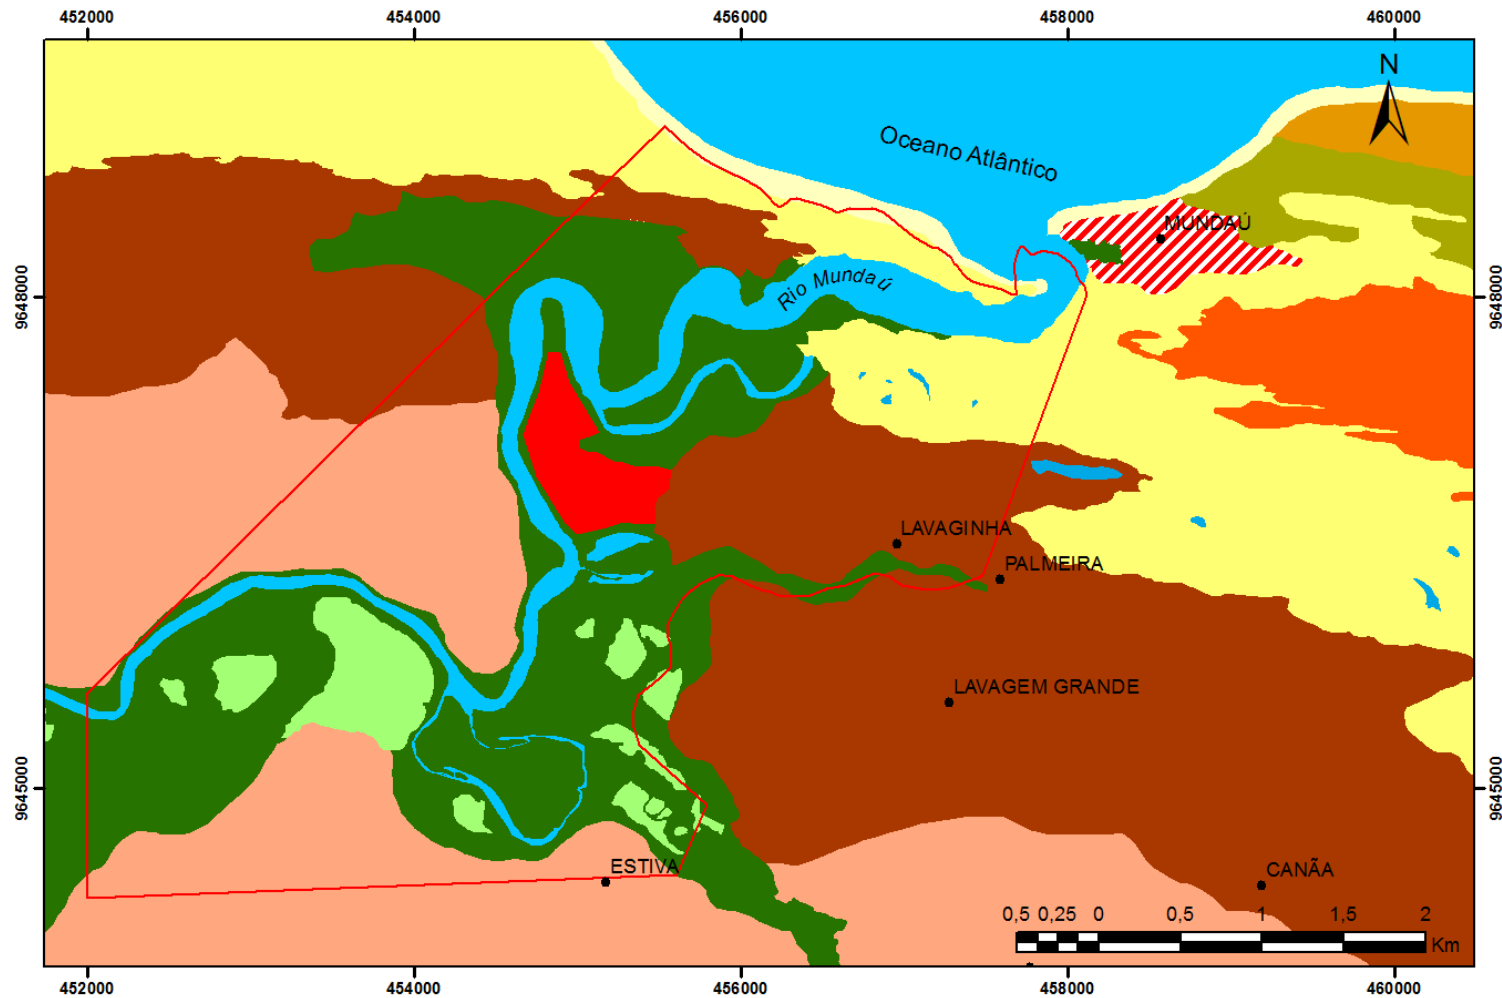 452000 454000 456000 458000 460000
N
Oceano Atlântico
MUNDAÚ
Rio Mundaú
9648000 9648000
LAVAGINHA
PALMEIRA
LAVAGEM GRANDE
9645000 9645000
ESTIVA
CANÃA
0,5 0,25 0 0,5 1 1,5 2
Km
452000 454000 456000 458000 460000